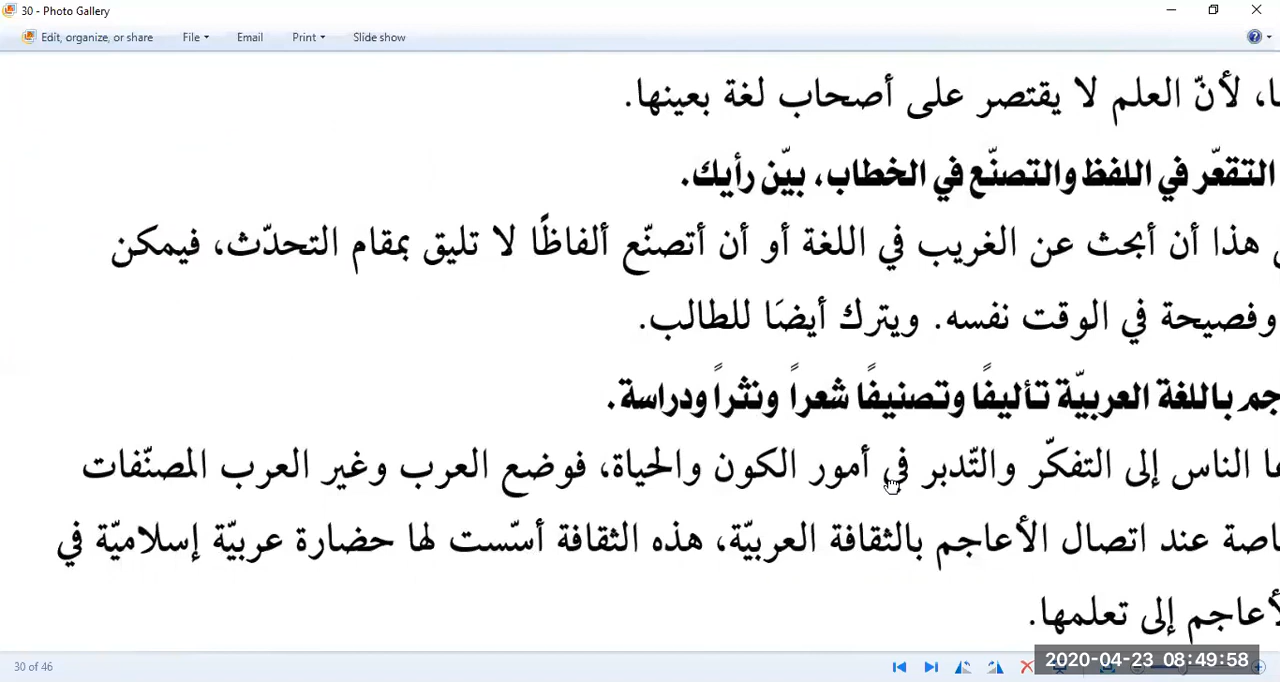 30 - Photo Gallery
Edit, organize, or share File Email Print Slide show
لأنّ العلم لا يقتصر على أصحاب لغة بعينها.
التقعّر في اللفظ والتصنّع في الخطاب، بيّن رأيك.
هذا أن أبحث عن الغريب في اللغة أو أن أتصنّع ألفاظًا لا تليق بمقام التحدّث، فيمكن
وفصيحة في الوقت نفسه. ويترك أيضَا للطالب.
باللغة العربيّة تأليفًا وتصنيفًا شعراً ونثراً ودراسة.
الناس إلى التفكّر والتّدبر في أمور الكون والحياة، فوضع العرب وغير العرب المصنّفات
عند اتصال الأعاجم بالثقافة العربيّة، هذه الثقافة أسّست لها حضارة عربيّة إسلاميّة في
إلى تعلمها.
30 of 46
2020-04-23 08:49:58